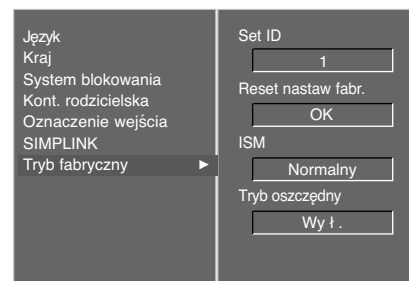 Język
Kraj
System blokowania
Kont. rodzicielska
Oznaczenie wejścia
SIMPLINK
Tryb fabryczny ►
Set ID
1
Reset nastaw fabr.
OK
ISM
Normalny
Tryb oszczędny
Wy ł .